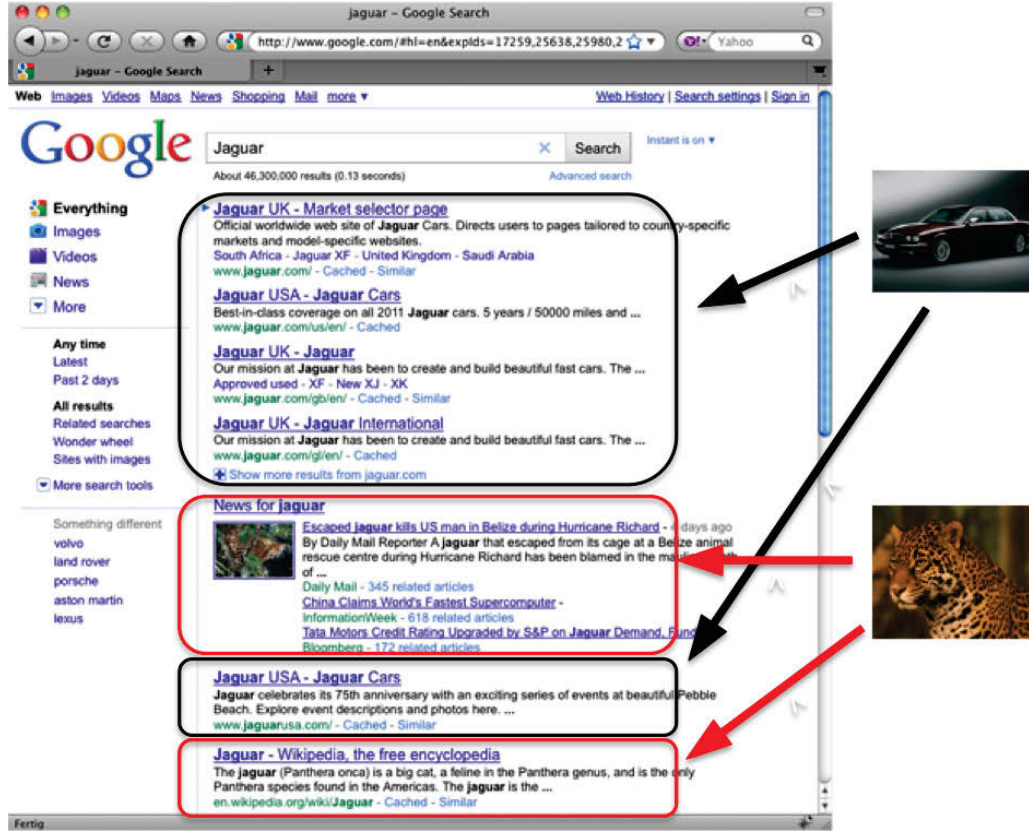 jaguar – Google Search
http://www.google.com/#hl=en&expIds=17259,25638,25980,2
Yahoo
jaguar – Google Search
Web Images Videos Maps News Shopping Mail more ▼
Web History | Search settings | Sign in
Google
Jaguar
Search
Instant is on ▼
About 46,300,000 results (0.13 seconds)
Advanced search
Everything
Images
Videos
News
More
Any time
Latest
Past 2 days
All results
Related searches
Wonder wheel
Sites with images
More search tools
Something different
volvo
land rover
porsche
aston martin
lexus
Jaguar UK - Market selector page
Official worldwide web site of Jaguar Cars. Directs users to pages tailored to country-specific
markets and model-specific websites.
South Africa - Jaguar XF - United Kingdom - Saudi Arabia
www.jaguar.com/ - Cached - Similar
Jaguar USA - Jaguar Cars
Best-in-class coverage on all 2011 Jaguar cars. 5 years / 50000 miles and ...
www.jaguar.com/us/en/ - Cached
Jaguar UK - Jaguar
Our mission at Jaguar has been to create and build beautiful fast cars. The ...
Approved used - XF - New XJ - XK
www.jaguar.com/gb/en/ - Cached - Similar
Jaguar UK - Jaguar International
Our mission at Jaguar has been to create and build beautiful fast cars. The ...
www.jaguar.com/gl/en/ - Cached
Show more results from jaguar.com
News for jaguar
Escaped jaguar kills US man in Belize during Hurricane Richard - 4 days ago
By Daily Mail Reporter A jaguar that escaped from its cage at a Belize animal
rescue centre during Hurricane Richard has been blamed in the
of ...
Daily Mail - 345 related articles
China Claims World's Fastest Supercomputer -
InformationWeek - 618 related articles
Tata Motors Credit Rating Upgraded by S&P on Jaguar Demand,
Bloomberg - 172 related articles
Jaguar USA - Jaguar Cars
Jaguar celebrates its 75th anniversary with an exciting series of events at beautiful Pebble
Beach. Explore event descriptions and photos here. ...
www.jaguarusa.com/ - Cached - Similar
Jaguar - Wikipedia, the free encyclopedia
The jaguar (Panthera onca) is a big cat, a feline in the Panthera genus, and is the only
Panthera species found in the Americas. The jaguar is the ...
en.wikipedia.org/wiki/Jaguar - Cached - Similar
Fertig